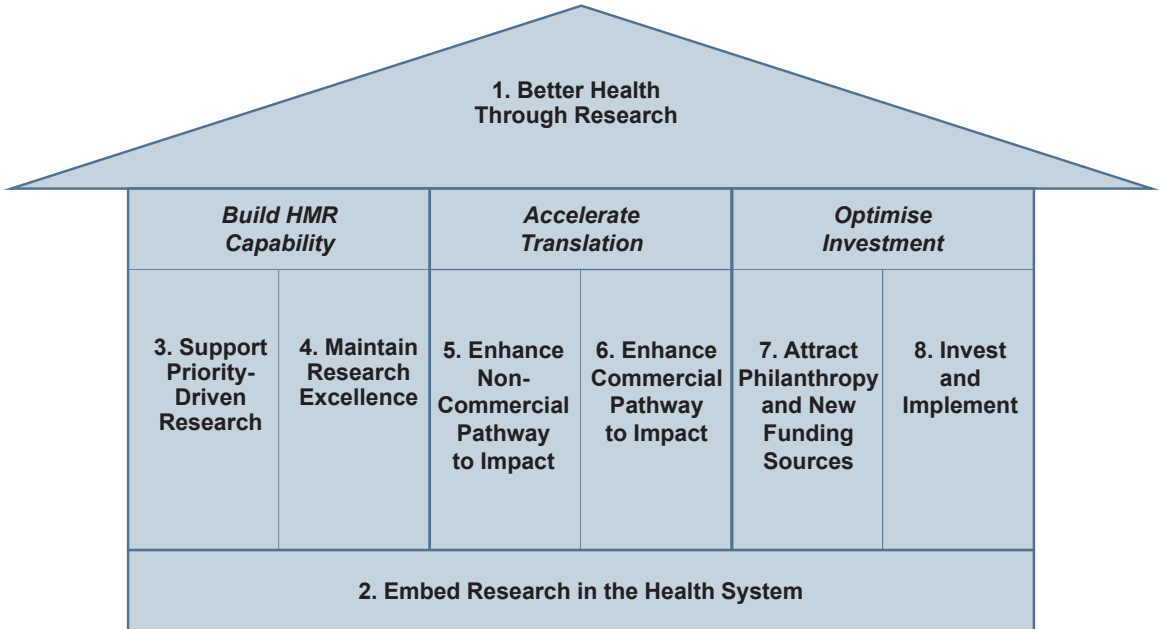 1. Better Health
Through Research
Build HMR
Capability
Accelerate
Translation
Optimise
Investment
3. Support
Priority-
Driven
Research
4. Maintain
Research
Excellence
5. Enhance
Non-
Commercial
Pathway
to Impact
6. Enhance
Commercial
Pathway
to Impact
7. Attract
Philanthropy
and New
Funding
Sources
8. Invest
and
Implement
2. Embed Research in the Health System